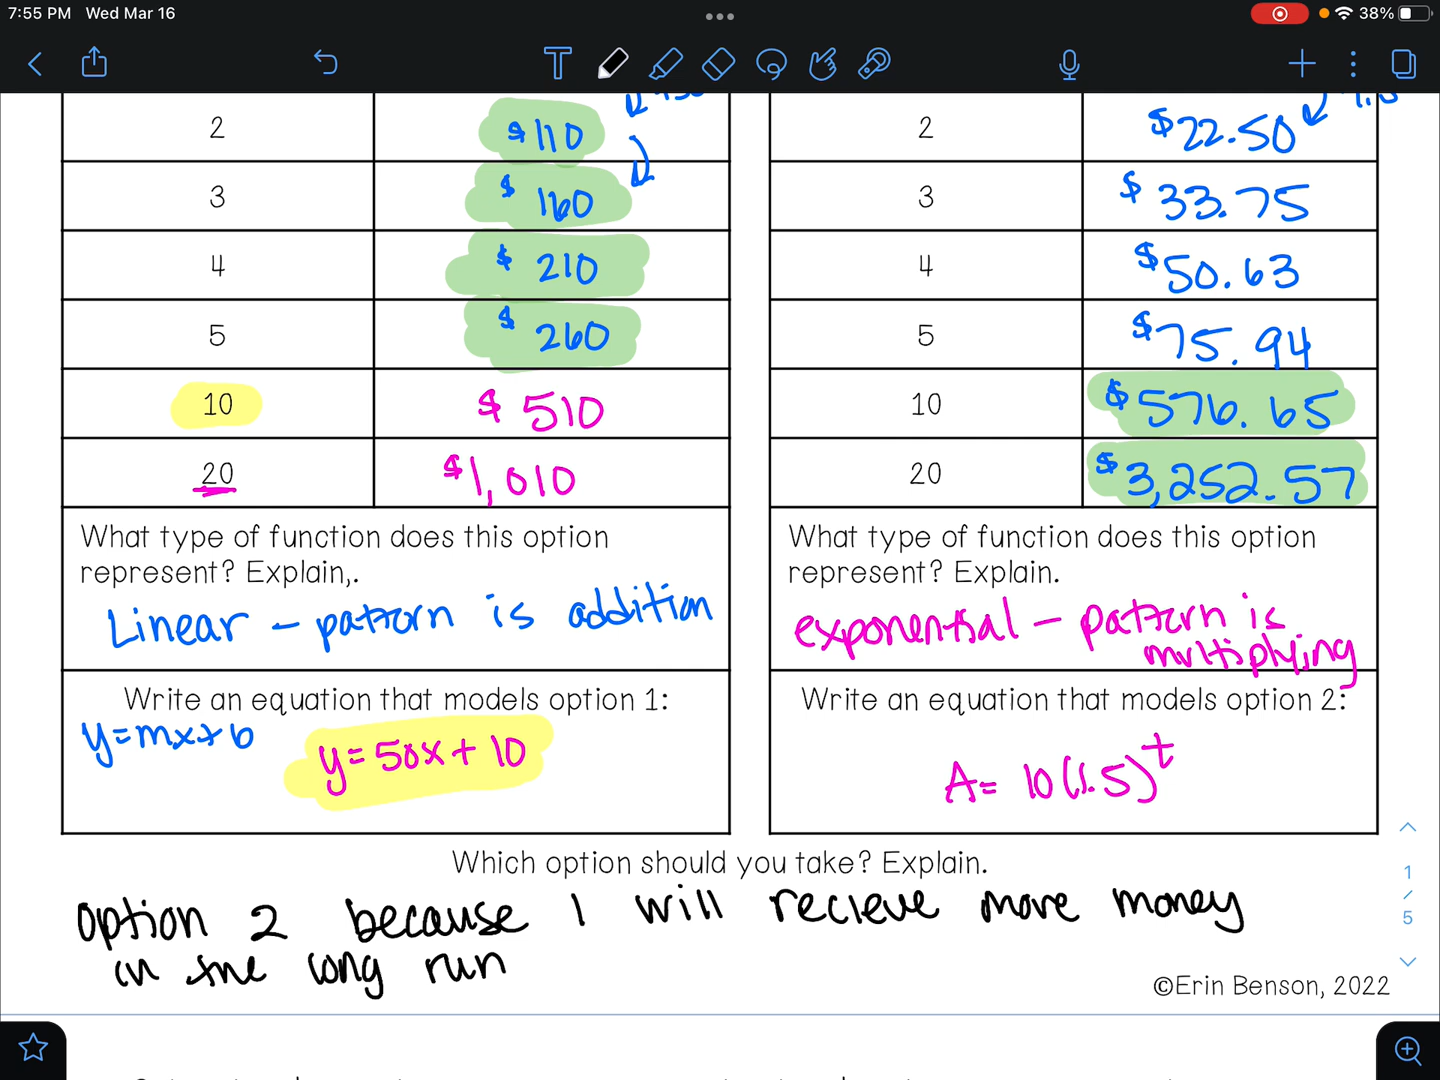 7:55 PM Wed Mar 16
38%
2 $110 2 $22.50
3 $160 3 $33.75
4 $210 4 $50.63
5 $260 5 $75.94
10 $510 10 $576.65
20 $1,010 20 $3,252.57
What type of function does this option
represent? Explain,.
Linear - pattern is addition
What type of function does this option
represent? Explain.
exponential - pattern is
multiplying
Write an equation that models option 1:
y=mx+b y=50x+10
Write an equation that models option 2:
A= 10(1.5)^t
Which option should you take? Explain.
option 2 because I will recieve more money
in the long run
©Erin Benson, 2022
1
/
5